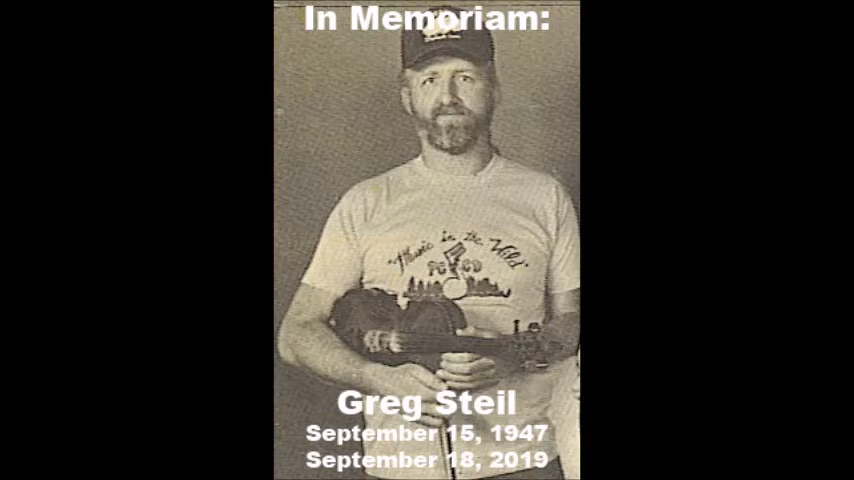 In Memoriam:
"Music in the Wild"
Greg Steil
September 15, 1947
September 18, 2019